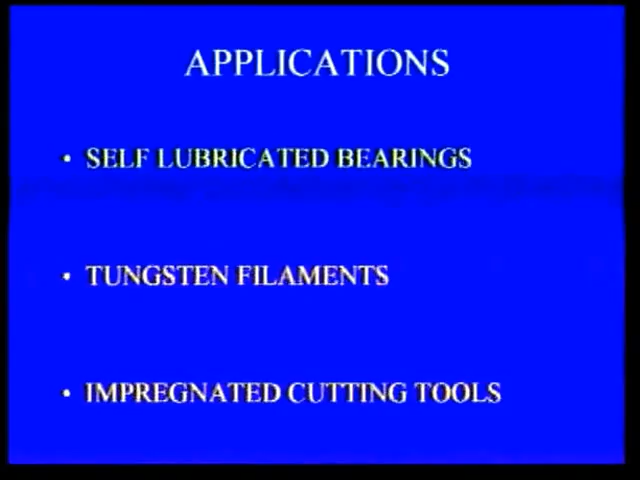 APPLICATIONS
• SELF LUBRICATED BEARINGS
• TUNGSTEN FILAMENTS
• IMPREGNATED CUTTING TOOLS